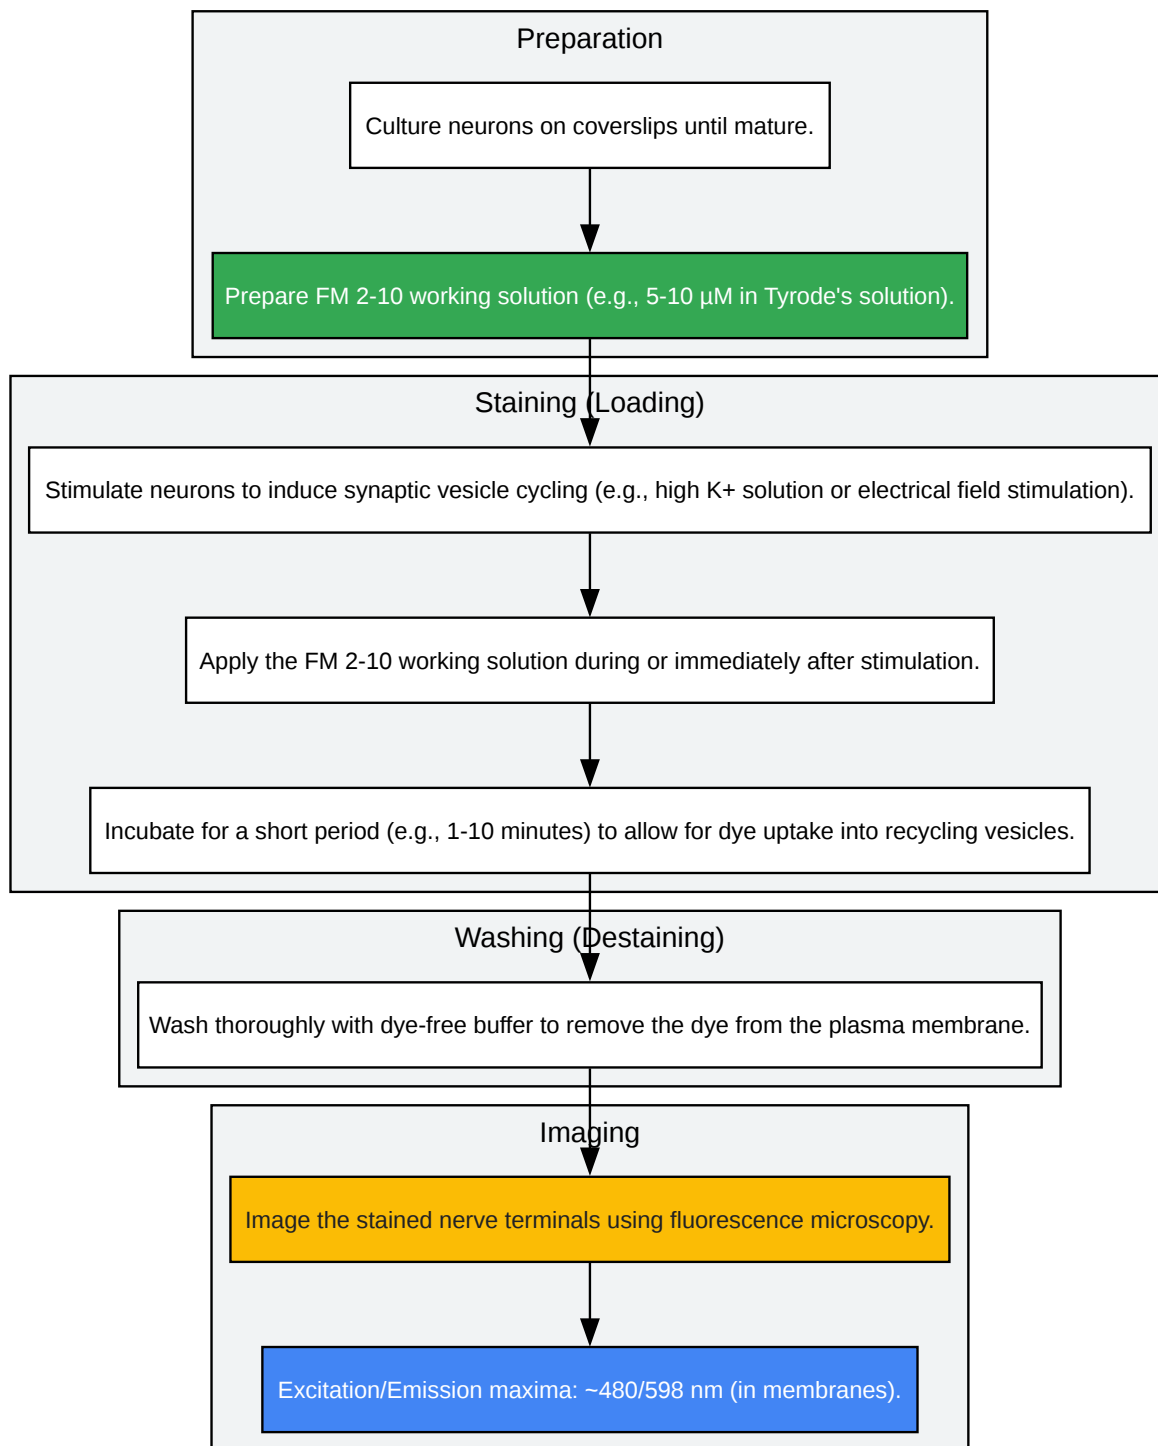 Preparation
Culture neurons on coverslips until mature.
Prepare FM 2-10 working solution (e.g., 5-10 µM in Tyrode's solution).
Staining (Loading)
Stimulate neurons to induce synaptic vesicle cycling (e.g., high K+ solution or electrical field stimulation).
Apply the FM 2-10 working solution during or immediately after stimulation.
Incubate for a short period (e.g., 1-10 minutes) to allow for dye uptake into recycling vesicles.
Washing (Destaining)
Wash thoroughly with dye-free buffer to remove the dye from the plasma membrane.
Imaging
Image the stained nerve terminals using fluorescence microscopy.
Excitation/Emission maxima: ~480/598 nm (in membranes).